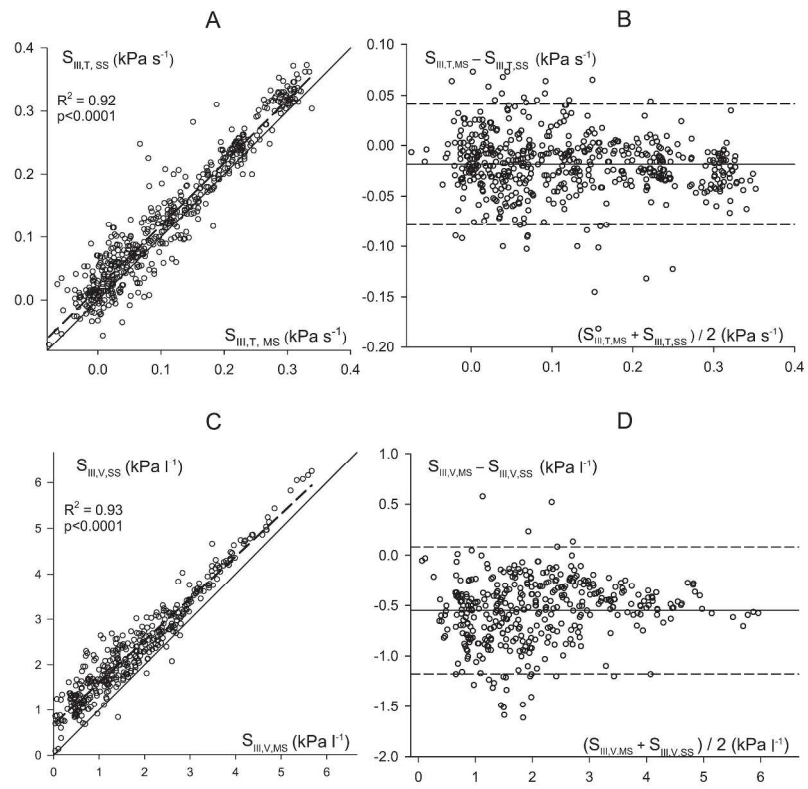 A
S_III,T, SS (kPa s⁻¹)
R² = 0.92
p<0.0001
0.4
0.3
0.2
0.1
0.0
S_III,T, MS (kPa s⁻¹)
0.0 0.1 0.2 0.3 0.4
B
S_III,T,MS – S_III,T,SS (kPa s⁻¹)
0.10
0.05
0.00
-0.05
-0.10
-0.15
-0.20
(S_III,T,MS + S_III,T,SS) / 2 (kPa s⁻¹)
0.0 0.1 0.2 0.3 0.4
C
S_III,V,SS (kPa l⁻¹)
R² = 0.93
p<0.0001
6
5
4
3
2
1
0
S_III,V,MS (kPa l⁻¹)
0 1 2 3 4 5 6
D
S_III,V,MS – S_III,V,SS (kPa l⁻¹)
1.0
0.5
0.0
-0.5
-1.0
-1.5
-2.0
(S_III,V.MS + S_III,V.SS) / 2 (kPa l⁻¹)
0 1 2 3 4 5 6